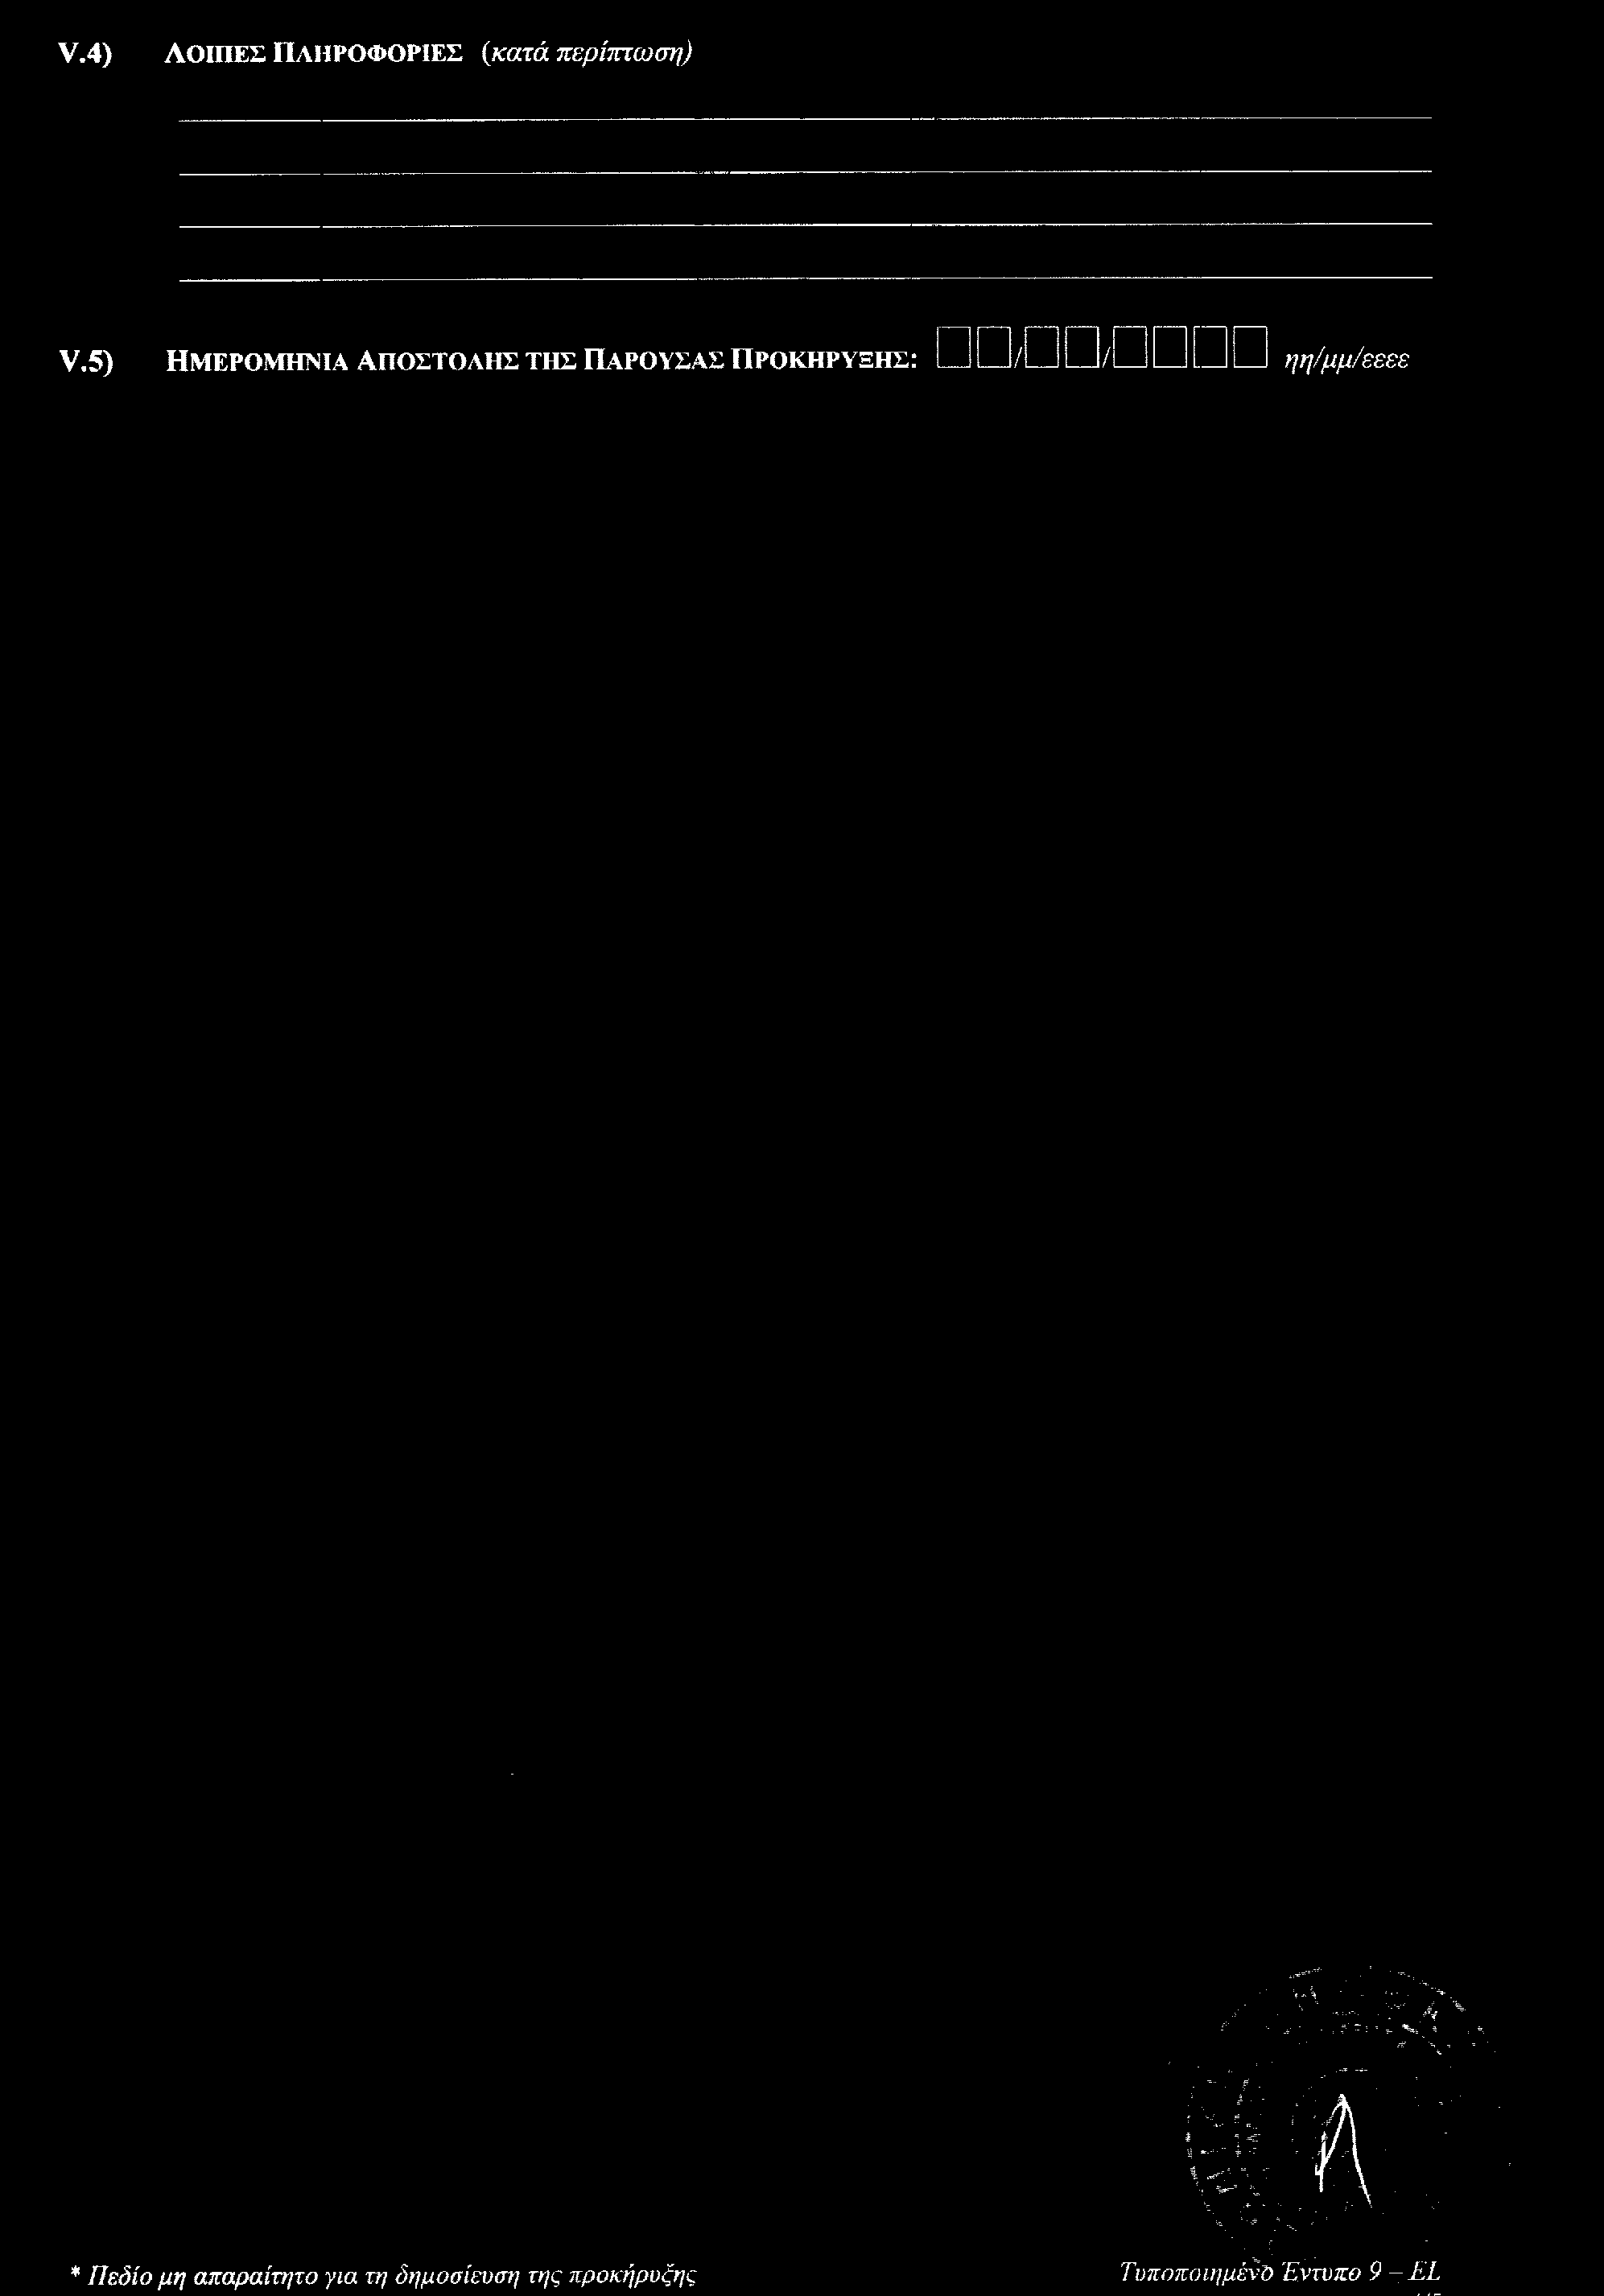 V.4) ΛΟΙΠΕΣ ΠΛΗΡΟΦΟΡΙΕΣ (κατά περίπτωση)
V.5) ΗΜΕΡΟΜΗΝΙΑ ΑΠΟΣΤΟΛΗΣ ΤΗΣ ΠΑΡΟΥΣΑΣ ΠΡΟΚΗΡΥΞΗΣ: □□/□□/□□□□ ηη/μμ/εεεε
* Πεδίο μη απαραίτητο για τη δημοσίευση της προκήρυξης
Τυποποιημένο Έντυπο 9 – EL